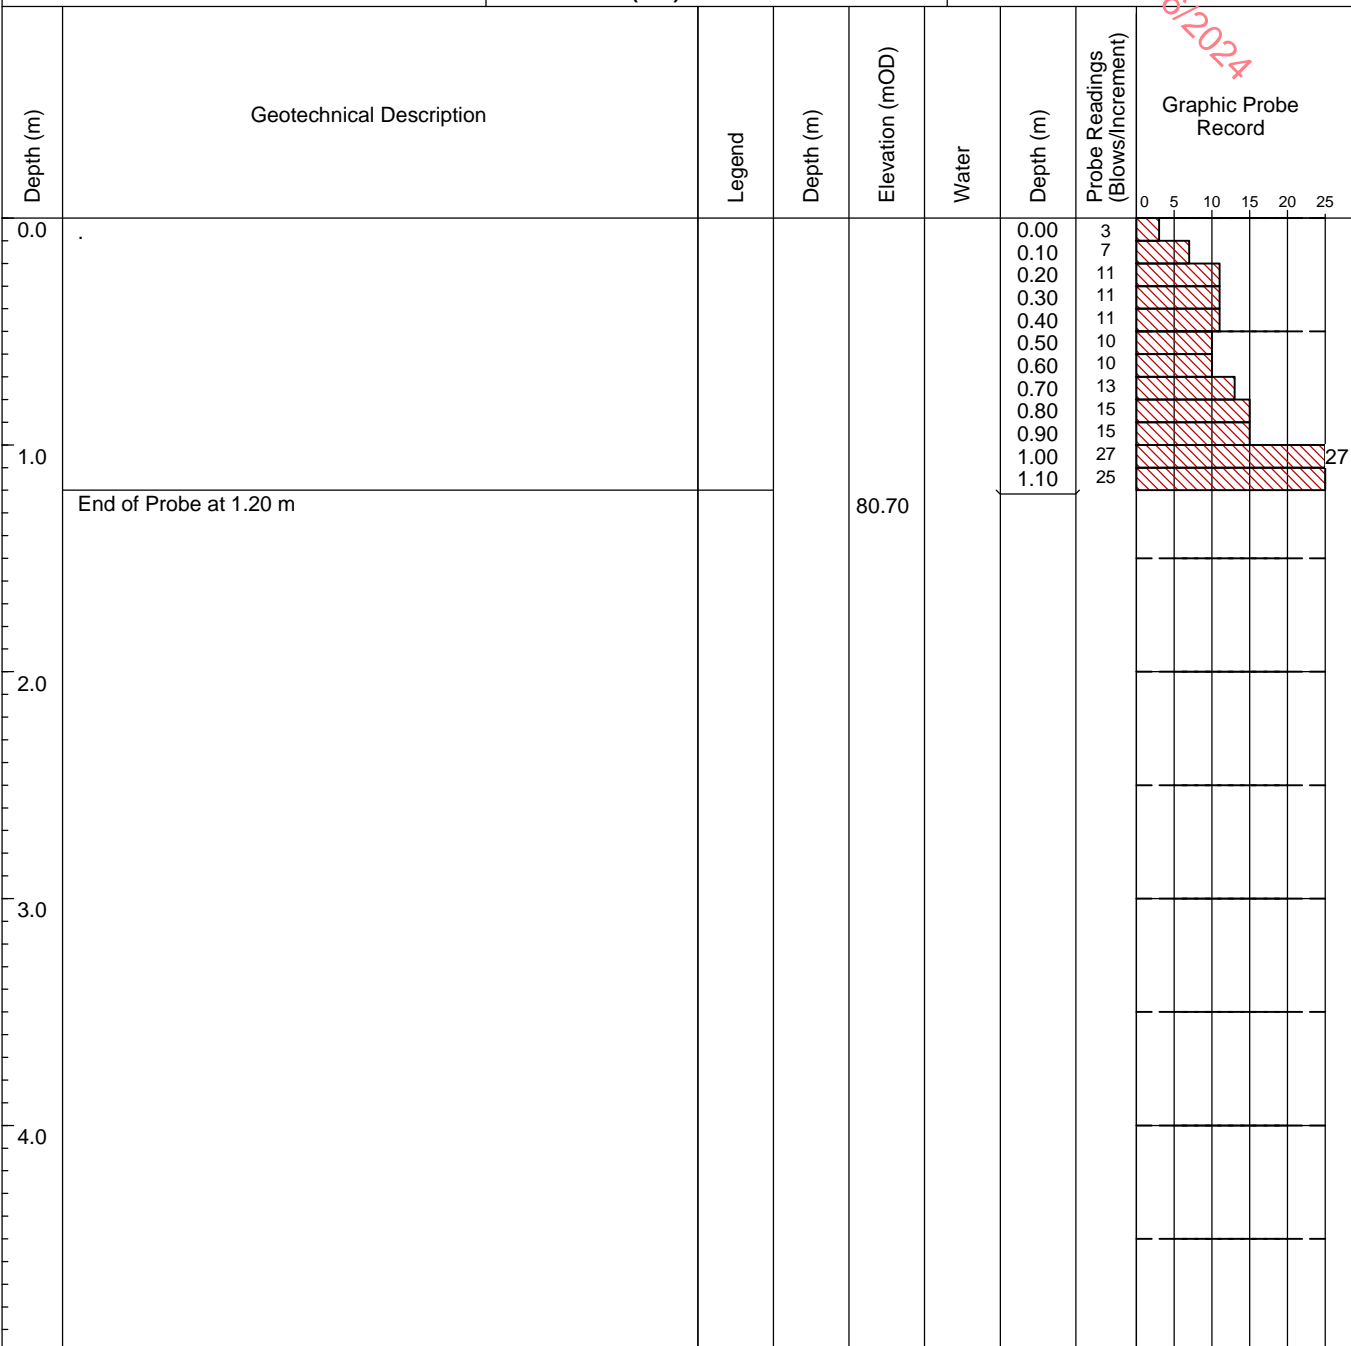 6/2024
Depth (m)
Geotechnical Description
Legend
Depth (m)
Elevation (mOD)
Water
Depth (m)
Probe Readings
(Blows/Increment)
Graphic Probe
Record
0 5 10 15 20 25
0.0 . 0.00 3
0.10 7
0.20 11
0.30 11
0.40 11
0.50 10
0.60 10
0.70 13
0.80 15
0.90 15
1.0 1.00 27 27
1.10 25
End of Probe at 1.20 m 80.70
2.0
3.0
4.0